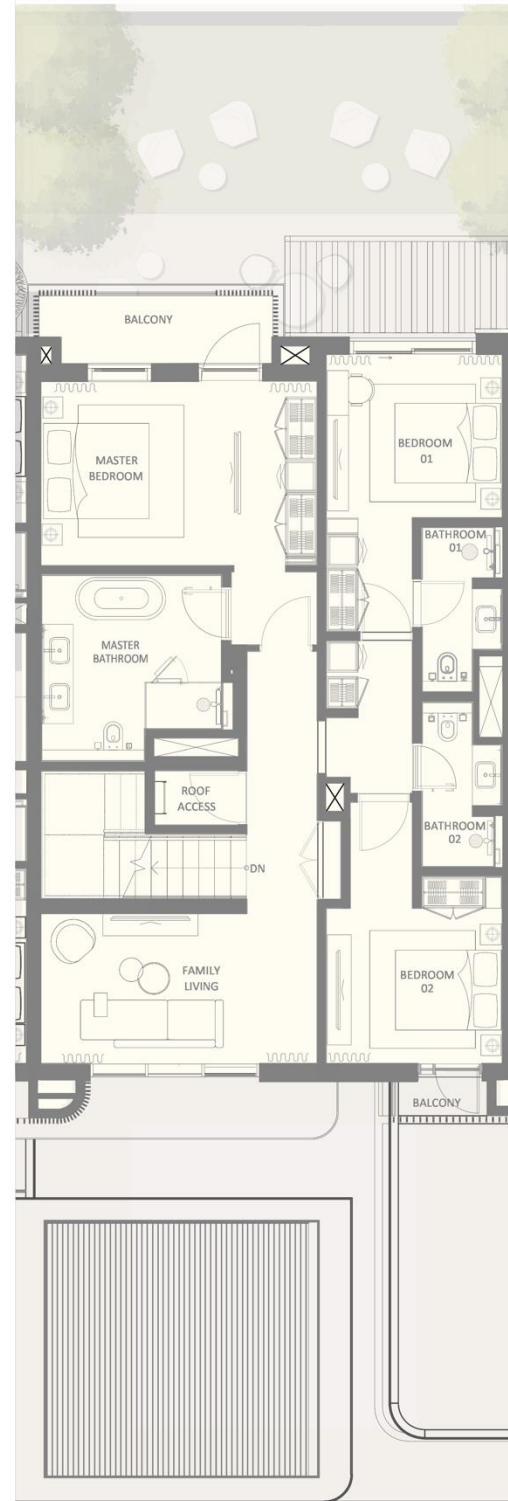 BALCONY
MASTER
BEDROOM
BEDROOM
01
BATHROOM
01
MASTER
BATHROOM
ROOF
ACCESS
BATHROOM
02
DN
FAMILY
LIVING
BEDROOM
02
BALCONY